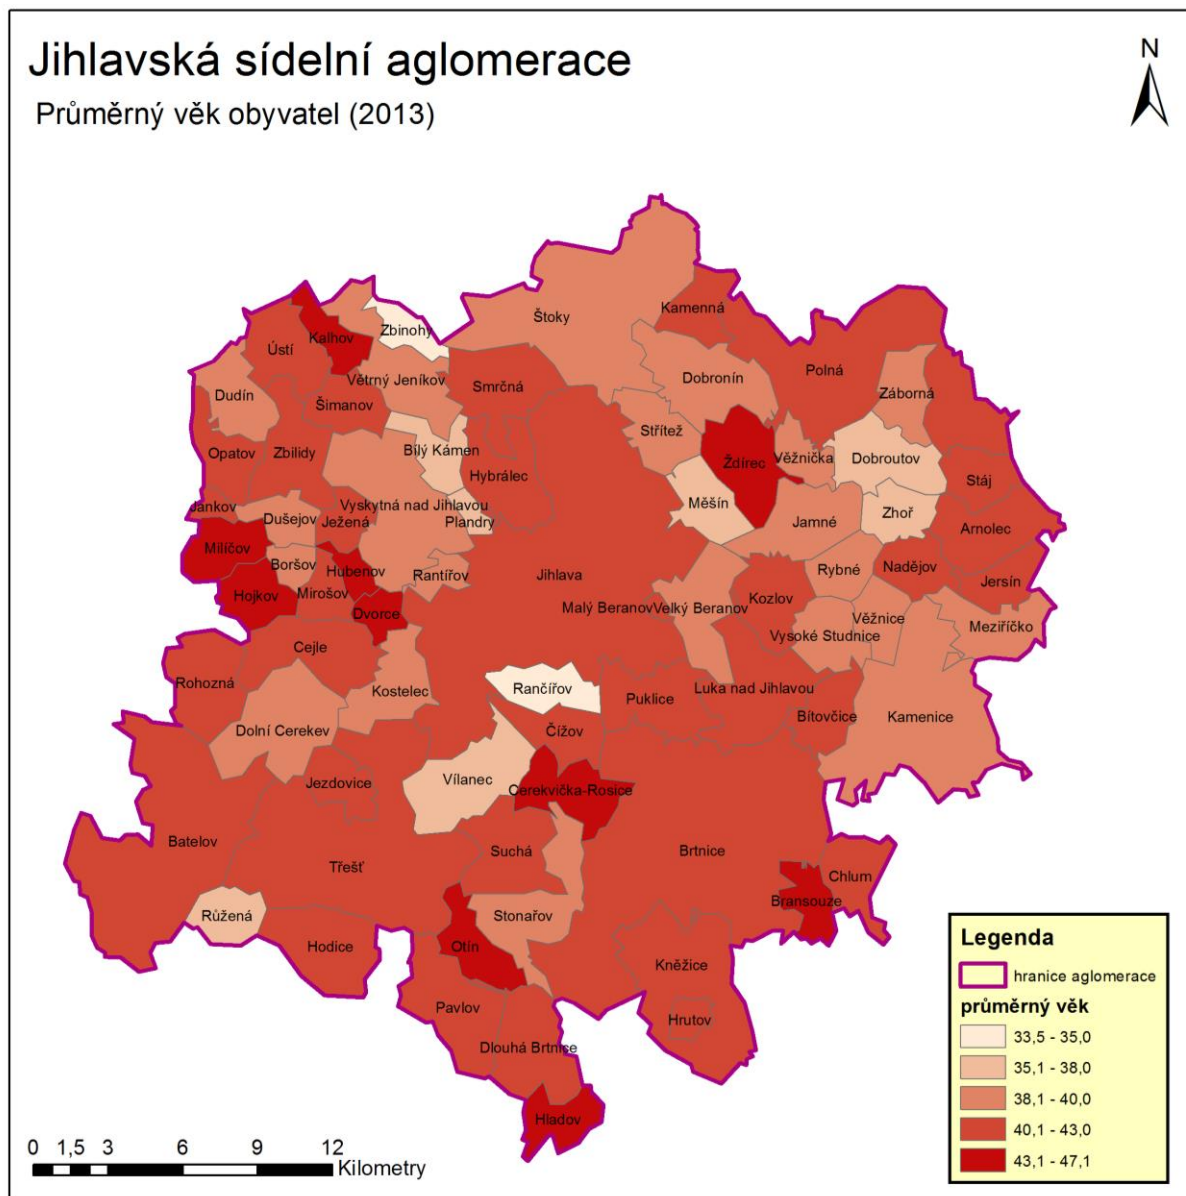 Jihlavská sídelní aglomerace
Průměrný věk obyvatel (2013)
N
Štoky
Kamenná
Zbinohy
Kalhov
Ústí
Polná
Větrný Jeníkov
Smrčná
Dobronín
Dudín
Záborná
Šimanov
Střítež
Bílý Kámen
Opatov
Zbilidy
Ždírec
Věžnička
Dobroutov
Hybrálec
Stáj
Jankov
Vyskytná nad Jihlavou
Měšín
Zhoř
Dušejov
Ježená
Plandry
Jamné
Arnolec
Milíčov
Boršov
Hubenov
Rantířov
Jihlava
Rybné
Nadějov
Jersín
Hojkov
Mirošov
Kozlov
Dvorce
Malý Beranov
Velký Beranov
Věžnice
Meziříčko
Vysoké Studnice
Cejle
Rohozná
Kostelec
Rančířov
Puklice
Luka nad Jihlavou
Bítovčice
Kamenice
Dolní Cerekev
Čížov
Jezdovice
Vílanec
Cerekvička-Rosice
Batelov
Třešť
Suchá
Brtnice
Chlum
Bransouze
Růžená
Stonařov
Hodice
Otín
Kněžice
Pavlov
Hrutov
Dlouhá Brtnice
Hladov
Legenda
hranice aglomerace
průměrný věk
33,5 - 35,0
35,1 - 38,0
38,1 - 40,0
40,1 - 43,0
43,1 - 47,1
0 1,5 3 6 9 12
Kilometry